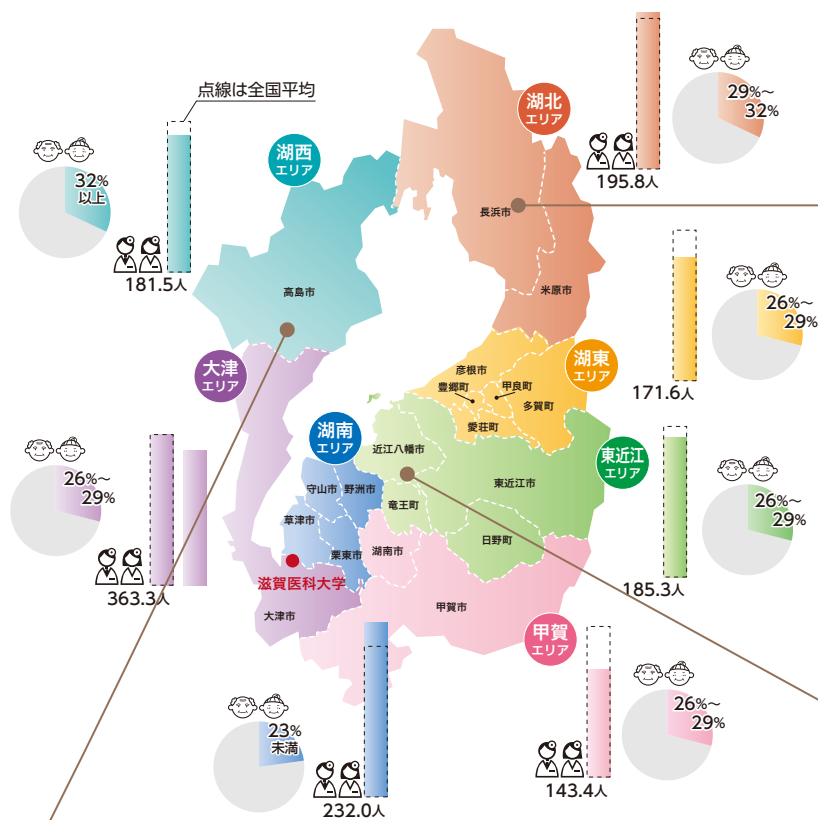 点線は全国平均
湖北
エリア
29%～
32%
195.8人
湖西
エリア
32%
以上
181.5人
長浜市
米原市
高島市
26%～
29%
171.6人
大津
エリア
湖東
エリア
彦根市
豊郷町
甲良町
多賀町
愛荘町
湖南
エリア
近江八幡市
東近江
エリア
26%～
29%
363.3人
守山市
野洲市
東近江市
竜王町
草津市
26%～
29%
185.3人
栗東市
湖南市
日野町
滋賀医科大学
大津市
甲賀市
甲賀
エリア
23%
未満
232.0人
26%～
29%
143.4人